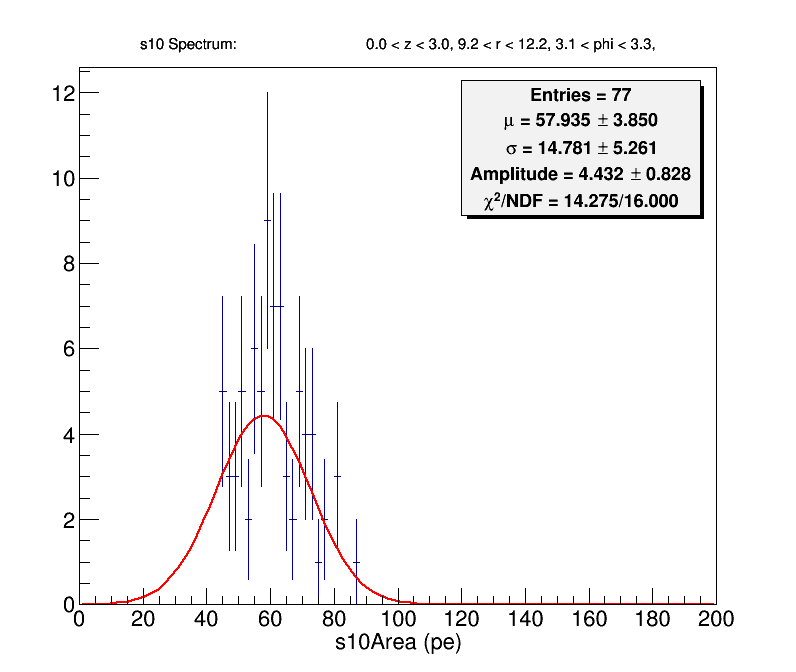 s10 Spectrum: 0.0 < z < 3.0, 9.2 < r < 12.2, 3.1 < phi < 3.3,
Entries = 77
μ = 57.935 ± 3.850
σ = 14.781 ± 5.261
Amplitude = 4.432 ± 0.828
χ²/NDF = 14.275/16.000
12
10
8
6
4
2
0
0 20 40 60 80 100 120 140 160 180 200
s10Area (pe)